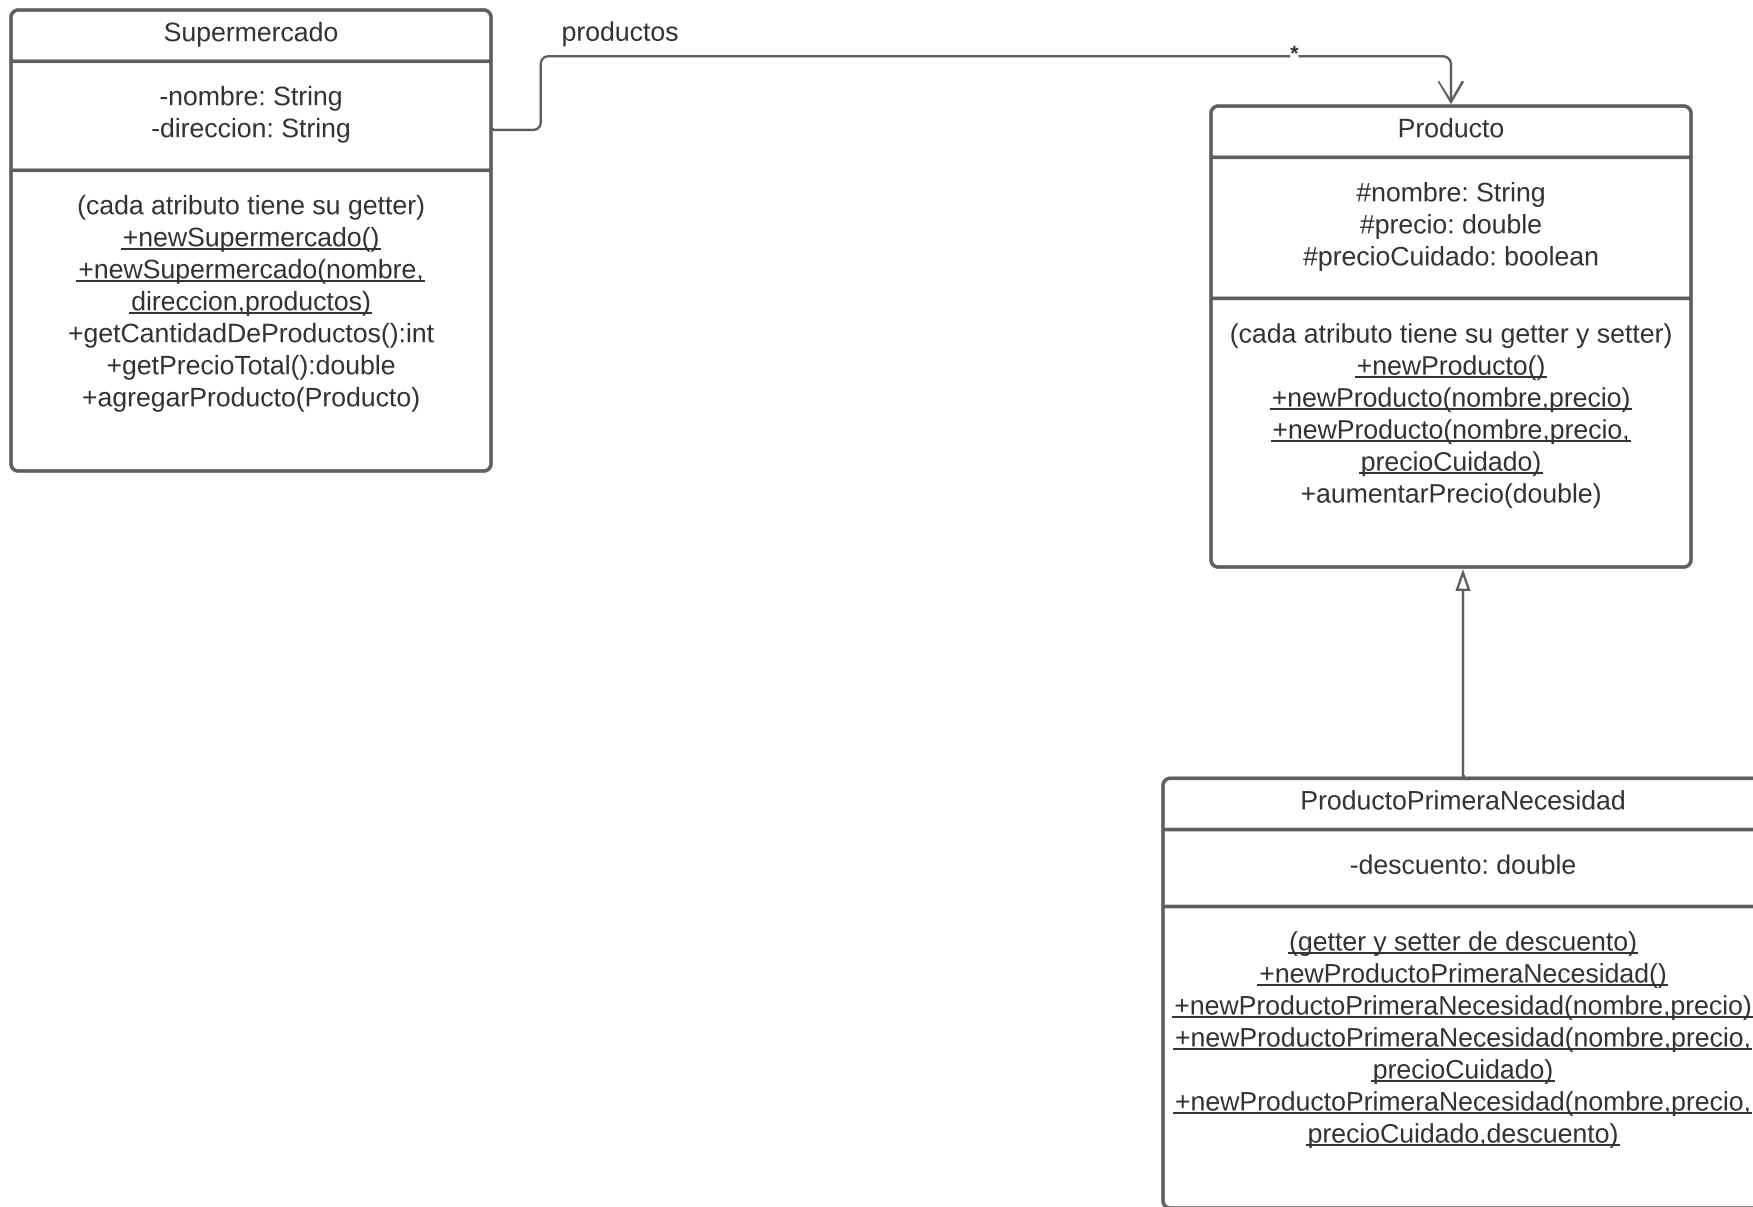 Supermercado
-nombre: String
-direccion: String
(cada atributo tiene su getter)
+newSupermercado()
+newSupermercado(nombre,
direccion,productos)
+getCantidadDeProductos():int
+getPrecioTotal():double
+agregarProducto(Producto)
productos
*
Producto
#nombre: String
#precio: double
#precioCuidado: boolean
(cada atributo tiene su getter y setter)
+newProducto()
+newProducto(nombre,precio)
+newProducto(nombre,precio,
precioCuidado)
+aumentarPrecio(double)
ProductoPrimeraNecesidad
-descuento: double
(getter y setter de descuento)
+newProductoPrimeraNecesidad()
+newProductoPrimeraNecesidad(nombre,precio)
+newProductoPrimeraNecesidad(nombre,precio,
precioCuidado)
+newProductoPrimeraNecesidad(nombre,precio,
precioCuidado,descuento)